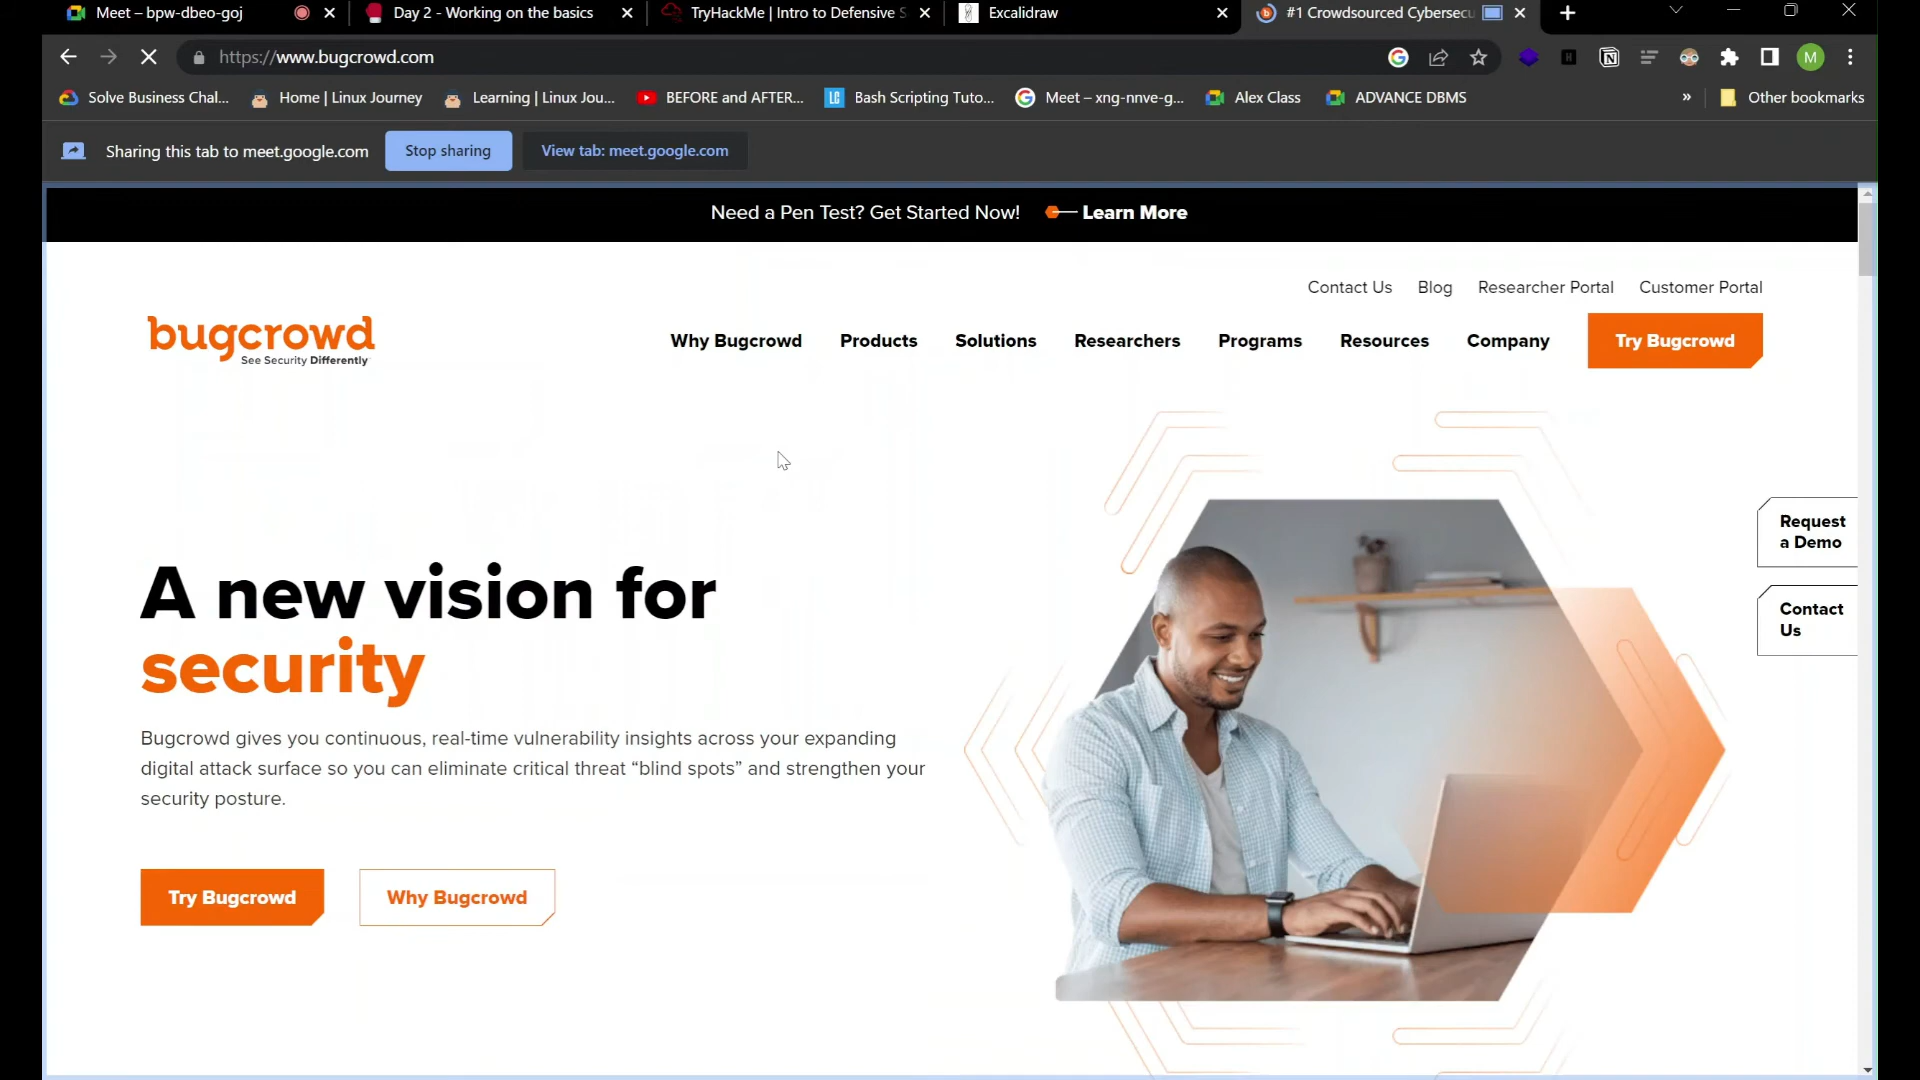 Meet – bpw-dbeo-goj
Day 2 - Working on the basics
TryHackMe | Intro to Defensive S
Excalidraw
#1 Crowdsourced Cybersecu
https://www.bugcrowd.com
M
Solve Business Chal...
Home | Linux Journey
Learning | Linux Jou...
BEFORE and AFTER...
LC
Bash Scripting Tuto...
Meet – xng-nnve-g...
Alex Class
ADVANCE DBMS
»
Other bookmarks
Sharing this tab to meet.google.com
Stop sharing
View tab: meet.google.com
Need a Pen Test? Get Started Now!
Learn More
Contact Us
Blog
Researcher Portal
Customer Portal
bugcrowd
See Security Differently
Why Bugcrowd
Products
Solutions
Researchers
Programs
Resources
Company
Try Bugcrowd
A new vision for
security
Bugcrowd gives you continuous, real-time vulnerability insights across your expanding
digital attack surface so you can eliminate critical threat “blind spots” and strengthen your
security posture.
Try Bugcrowd
Why Bugcrowd
Request
a Demo
Contact
Us